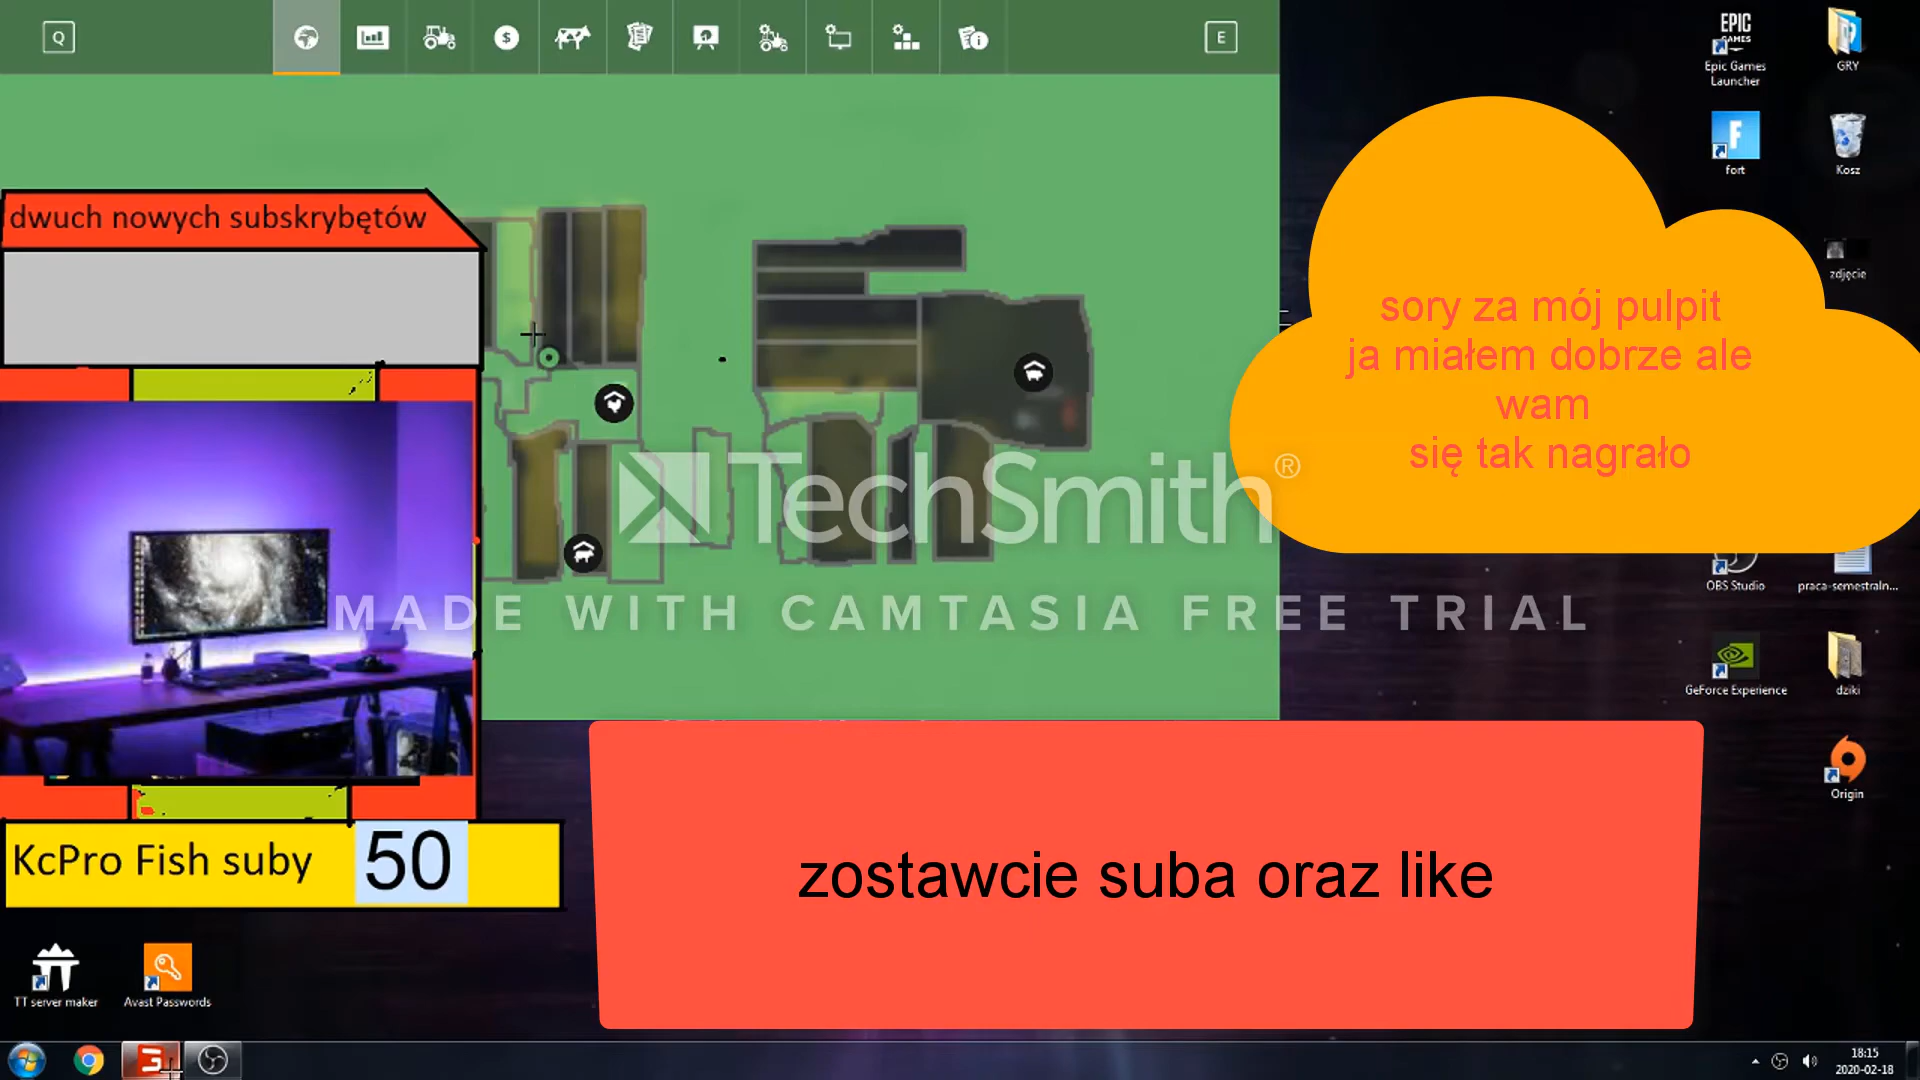 Q
E
EPIC
GAMES
Epic Games
Launcher
GRY
fort
Kosz
zdjęcie
dwuch nowych subskrybętów
sory za mój pulpit
ja miałem dobrze ale
wam
się tak nagrało
TechSmith®
MADE WITH CAMTASIA FREE TRIAL
OBS Studio
praca-semestraln...
GeForce Experience
dziki
Origin
KcPro Fish suby
50
zostawcie suba oraz like
TT server maker
Avast Passwords
18:15
2020-02-18